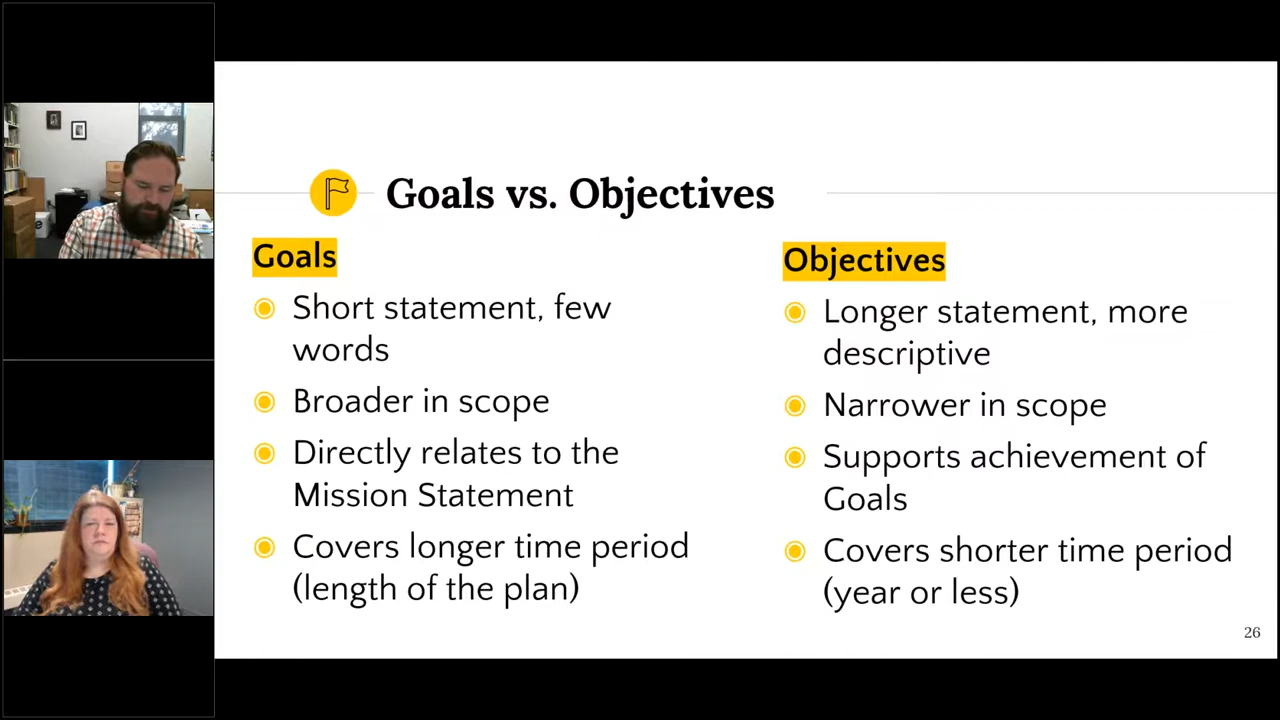 Goals vs. Objectives
Goals
Short statement, few
words
Broader in scope
Directly relates to the
Mission Statement
Covers longer time period
(length of the plan)
Objectives
Longer statement, more
descriptive
Narrower in scope
Supports achievement of
Goals
Covers shorter time period
(year or less)
26